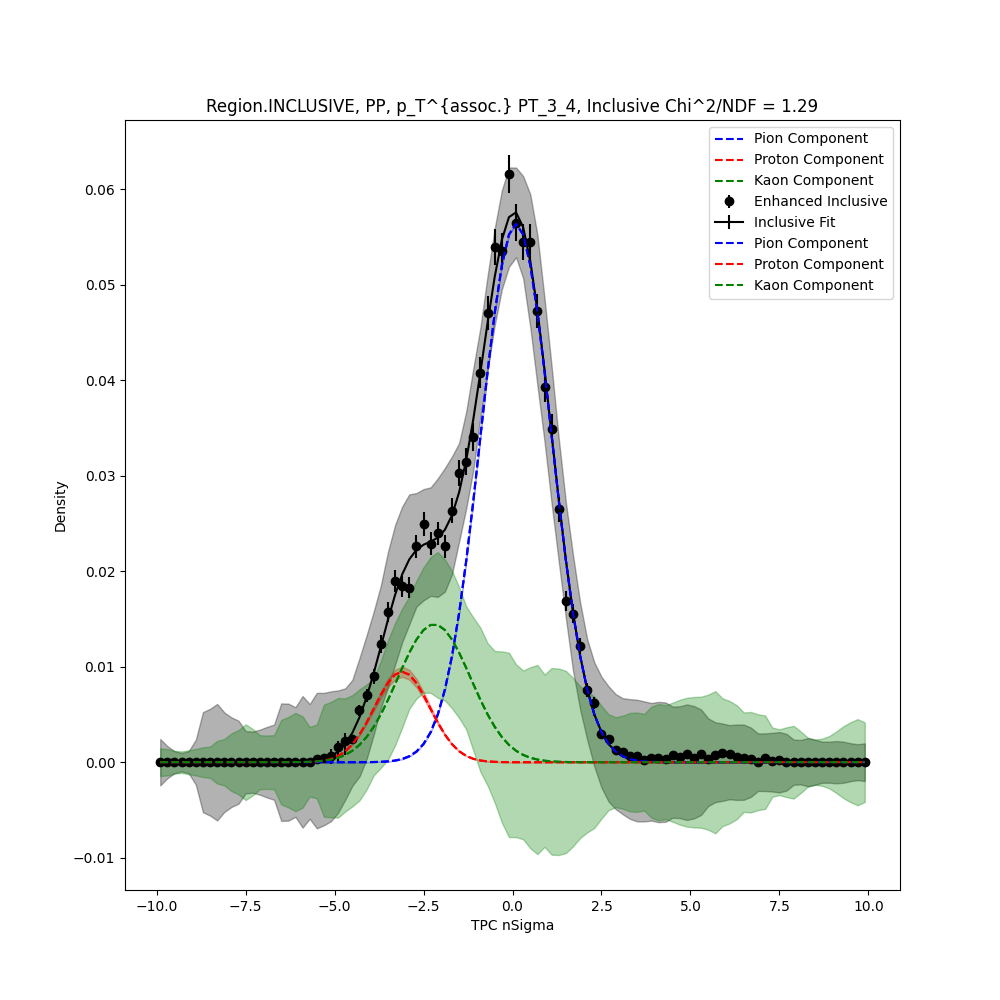 Region.INCLUSIVE, PP, p_T^{assoc.} PT_3_4, Inclusive Chi^2/NDF = 1.29
Pion Component
Proton Component
Kaon Component
Enhanced Inclusive
Inclusive Fit
Pion Component
Proton Component
Kaon Component
Density
0.06
0.05
0.04
0.03
0.02
0.01
0.00
−0.01
−10.0 −7.5 −5.0 −2.5 0.0 2.5 5.0 7.5 10.0
TPC nSigma